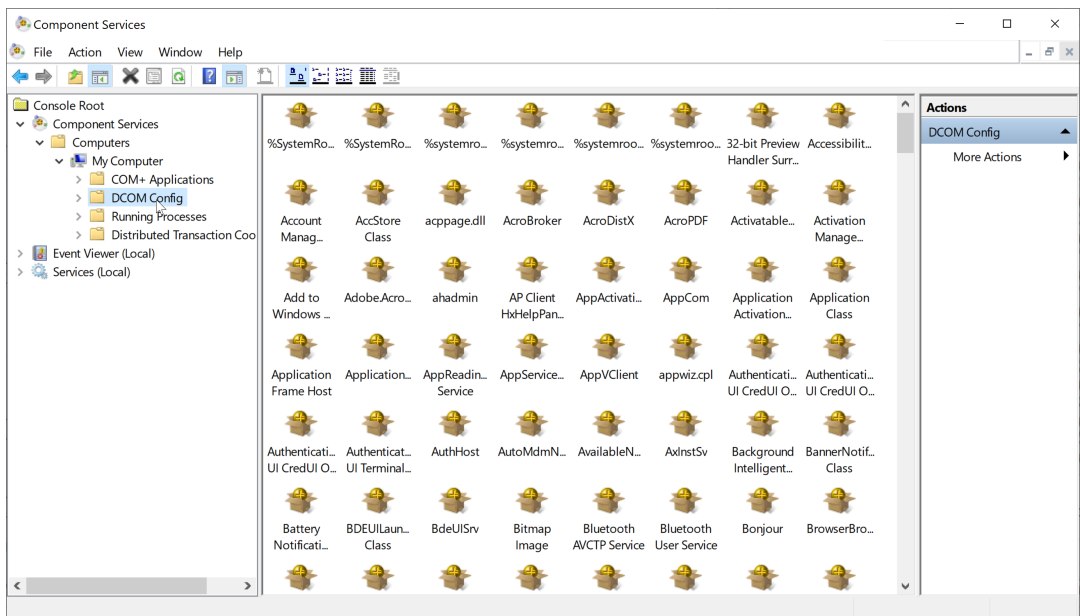 Component Services
File Action View Window Help
Console Root
Component Services
Computers
My Computer
COM+ Applications
DCOM Config
Running Processes
Distributed Transaction Coo
Event Viewer (Local)
Services (Local)
%SystemRo... %SystemRo... %systemro... %systemro... %systemroo... %systemroo... 32-bit Preview Accessibilit...
Handler Surr...
Account AccStore acppage.dll AcroBroker AcroDistX AcroPDF Activatable... Activation
Manag... Class Manage...
Add to Adobe.Acro... ahadmin AP Client AppActivati... AppCom Application Application
Windows ... HxHelpPan... Activation... Class
Application Application... AppReadin... AppService... AppVClient appwiz.cpl Authenticati... Authenticati...
Frame Host Service UI CredUI O... UI CredUI O...
Authenticati... Authenticat... AuthHost AutoMdmN... AvailableN... AxInstSv Background BannerNotif...
UI CredUI O... UI Terminal... Intelligent... Class
Battery BDEUILaun... BdeUISrv Bitmap Bluetooth Bluetooth Bonjour BrowserBro...
Notificati... Class Image AVCTP Service User Service
Actions
DCOM Config
More Actions